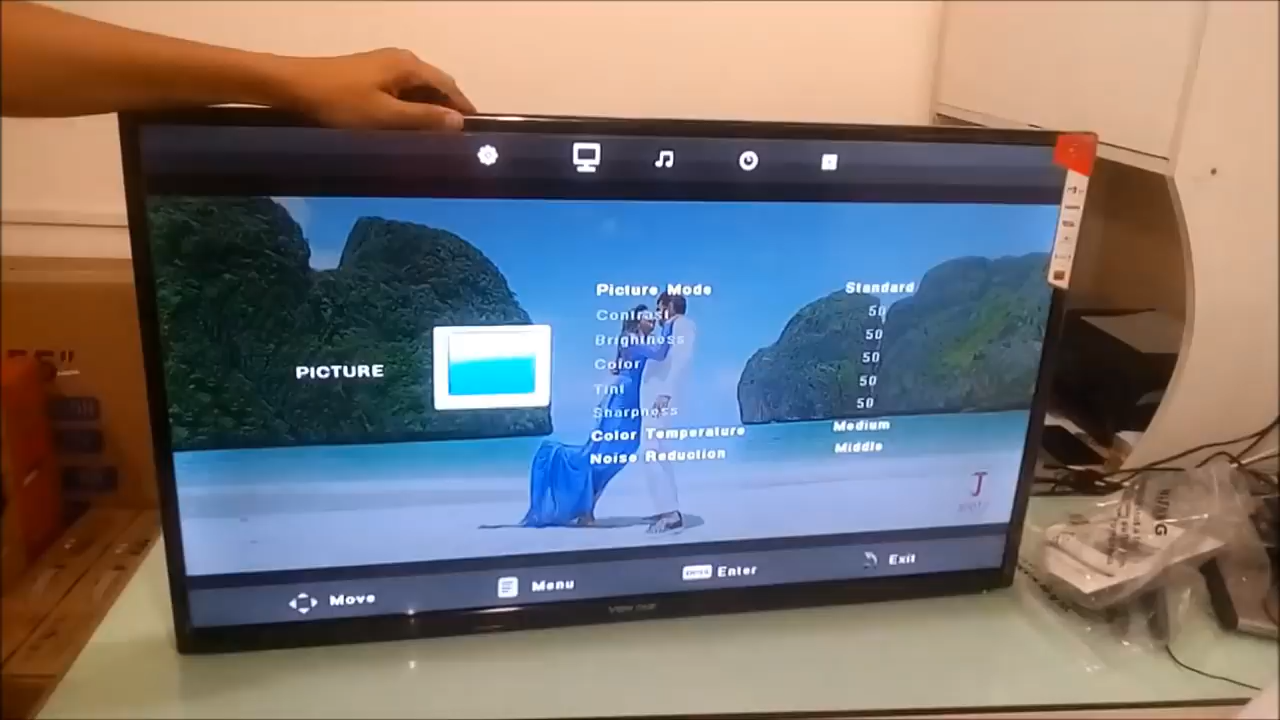 Picture Mode Standard
Contrast 50
Brightness 50
Color 50
Tint 50
Sharpness 50
Color Temperature Medium
Noise Reduction Middle
PICTURE
J
Move Menu ENTER Enter Exit